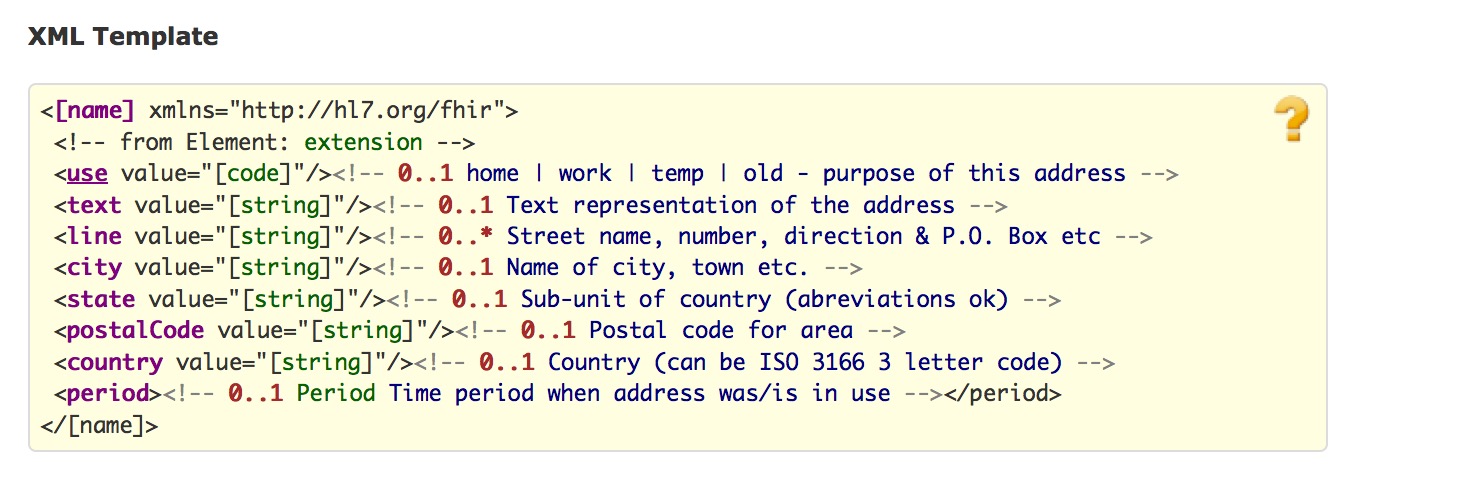 XML Template
<[name] xmlns="http://hl7.org/fhir">
<!-- from Element: extension -->
<use value="[code]"/><!-- 0..1 home | work | temp | old - purpose of this address -->
<text value="[string]"/><!-- 0..1 Text representation of the address -->
<line value="[string]"/><!-- 0..* Street name, number, direction & P.O. Box etc -->
<city value="[string]"/><!-- 0..1 Name of city, town etc. -->
<state value="[string]"/><!-- 0..1 Sub-unit of country (abreviations ok) -->
<postalCode value="[string]"/><!-- 0..1 Postal code for area -->
<country value="[string]"/><!-- 0..1 Country (can be ISO 3166 3 letter code) -->
<period><!-- 0..1 Period Time period when address was/is in use --></period>
</[name]>